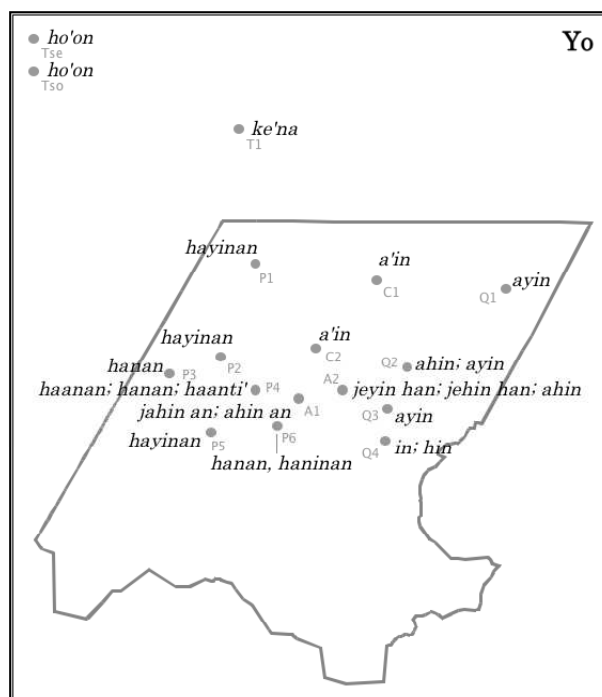 Yo
ho'on
Tse
ho'on
Tso
ke'na
T1
hayinan
P1
a'in
C1
ayin
Q1
hayinan
P2
a'in
C2
ahin; ayin
Q2
hanan
P3
haanan; hanan; haanti'
P4
A2
jeyin han; jehin han; ahin
jahin an; ahin an
A1
Q3
ayin
hayinan
P5
P6
hanan, haninan
in; hin
Q4